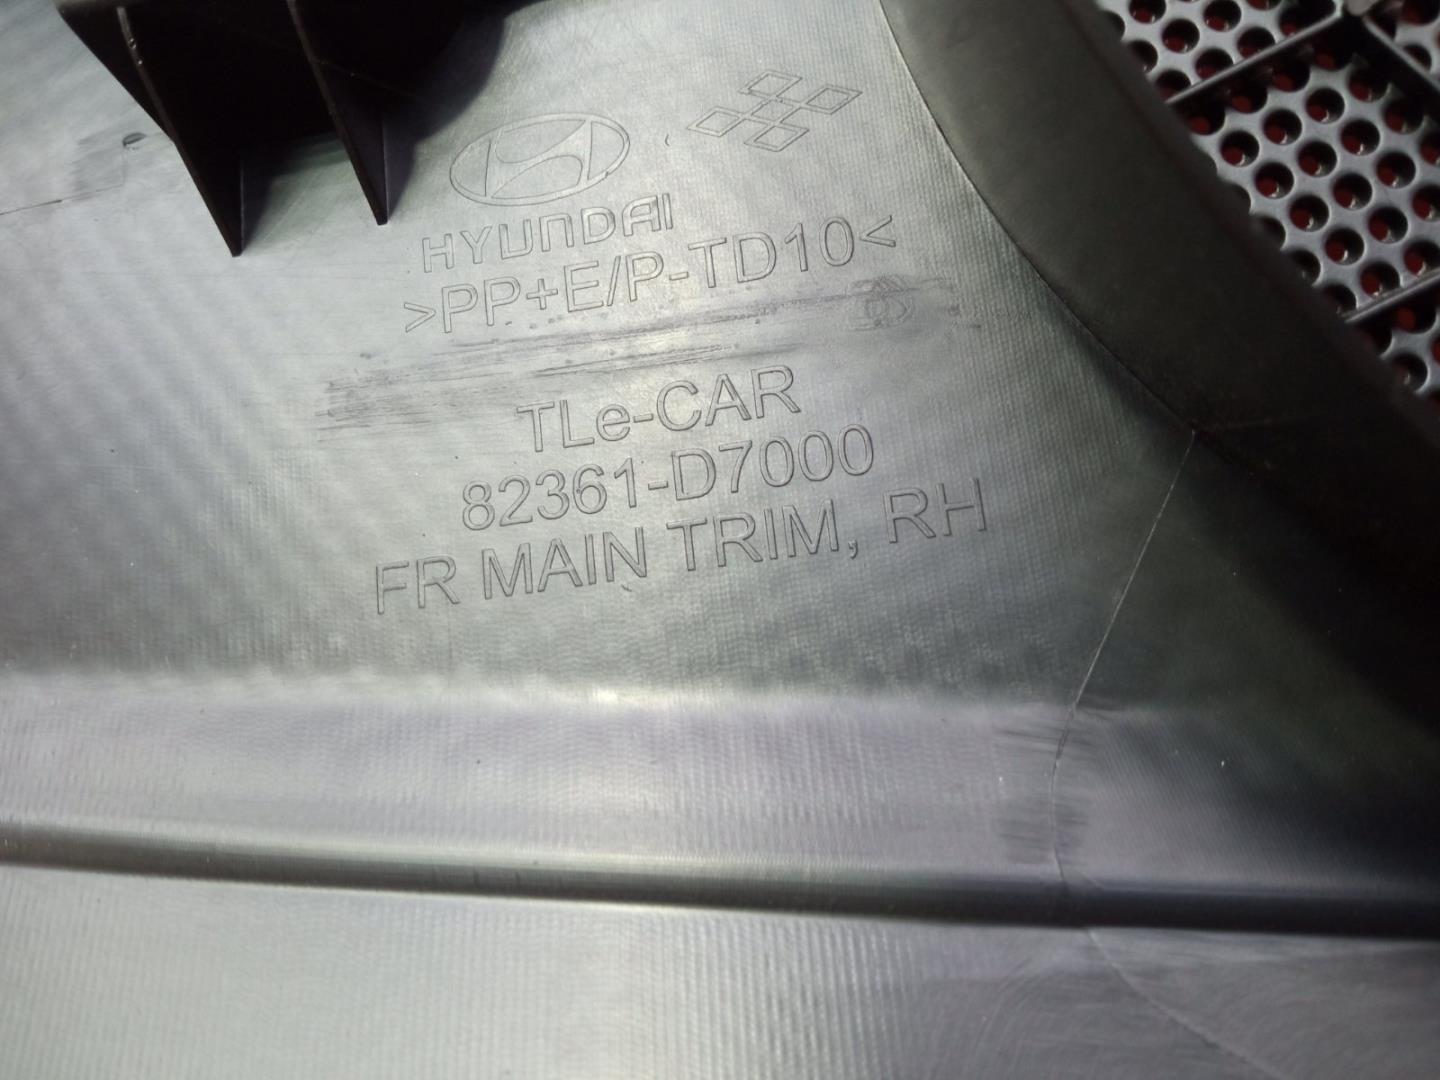 HYUNDAI
>PP+E/P-TD10<
TLe-CAR
82361-D7000
FR MAIN TRIM, RH